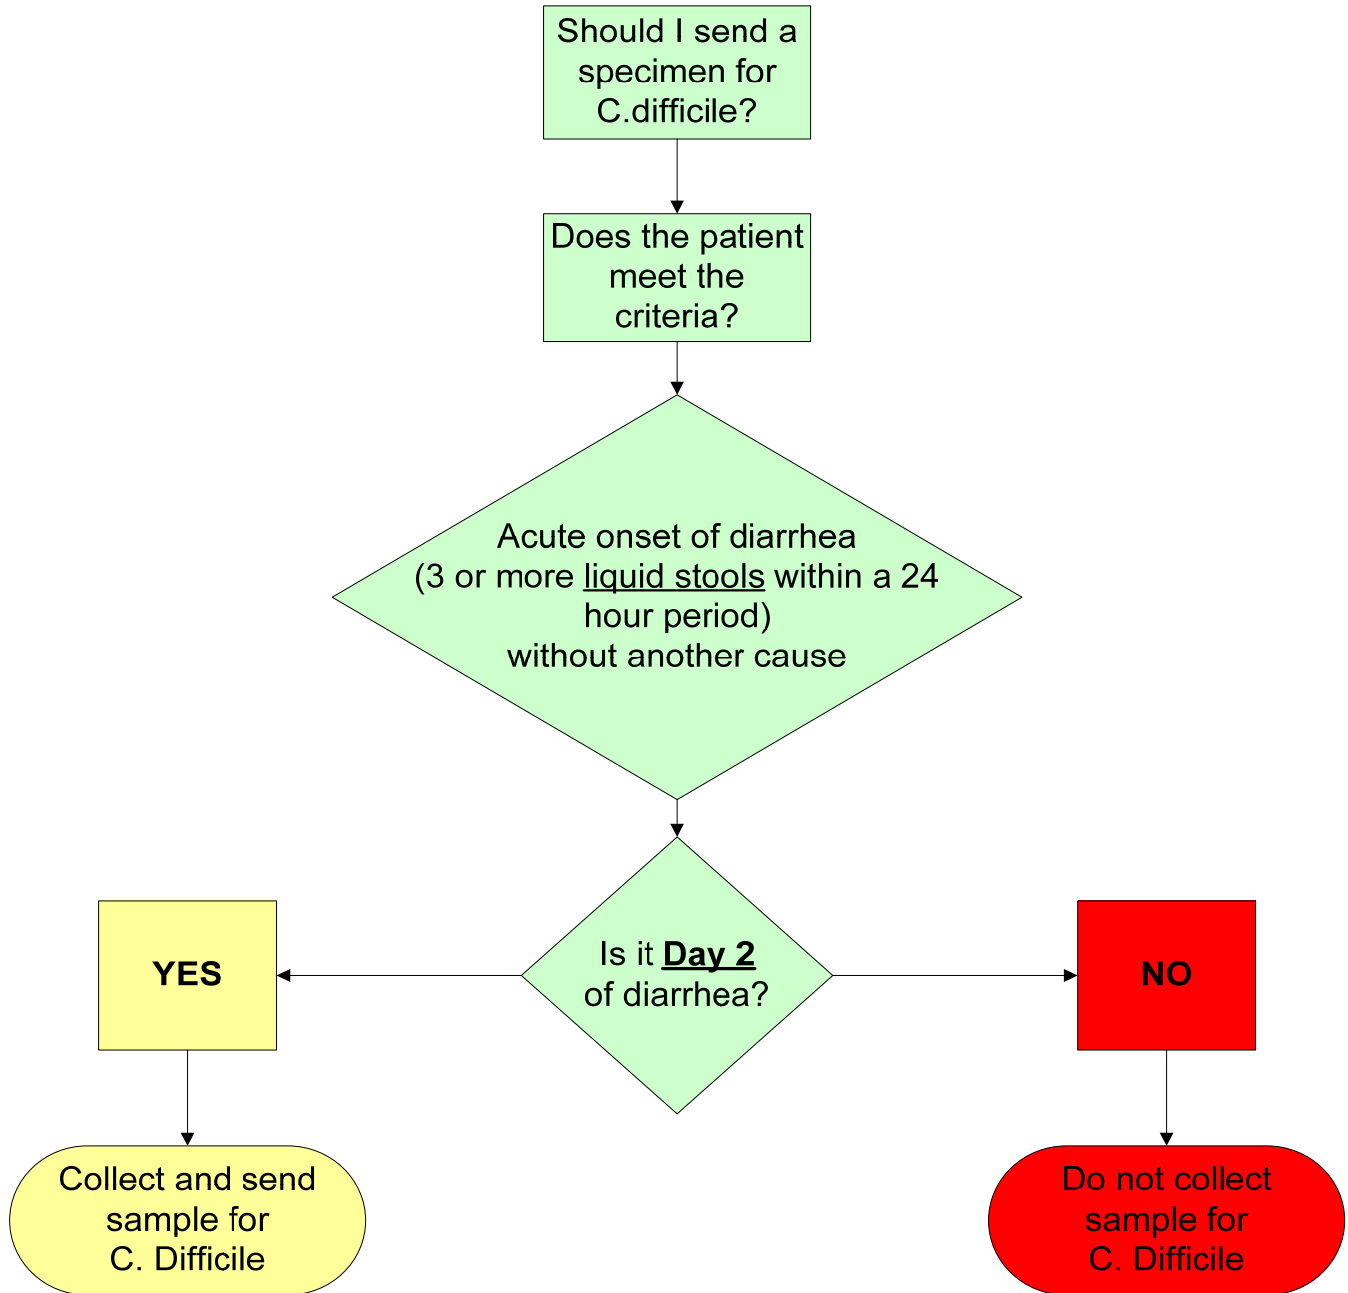 Should I send a
specimen for
C.difficile?
Does the patient
meet the
criteria?
Acute onset of diarrhea
(3 or more liquid stools within a 24
hour period)
without another cause
Is it Day 2
of diarrhea?
YES
NO
Collect and send
sample for
C. Difficile
Do not collect
sample for
C. Difficile